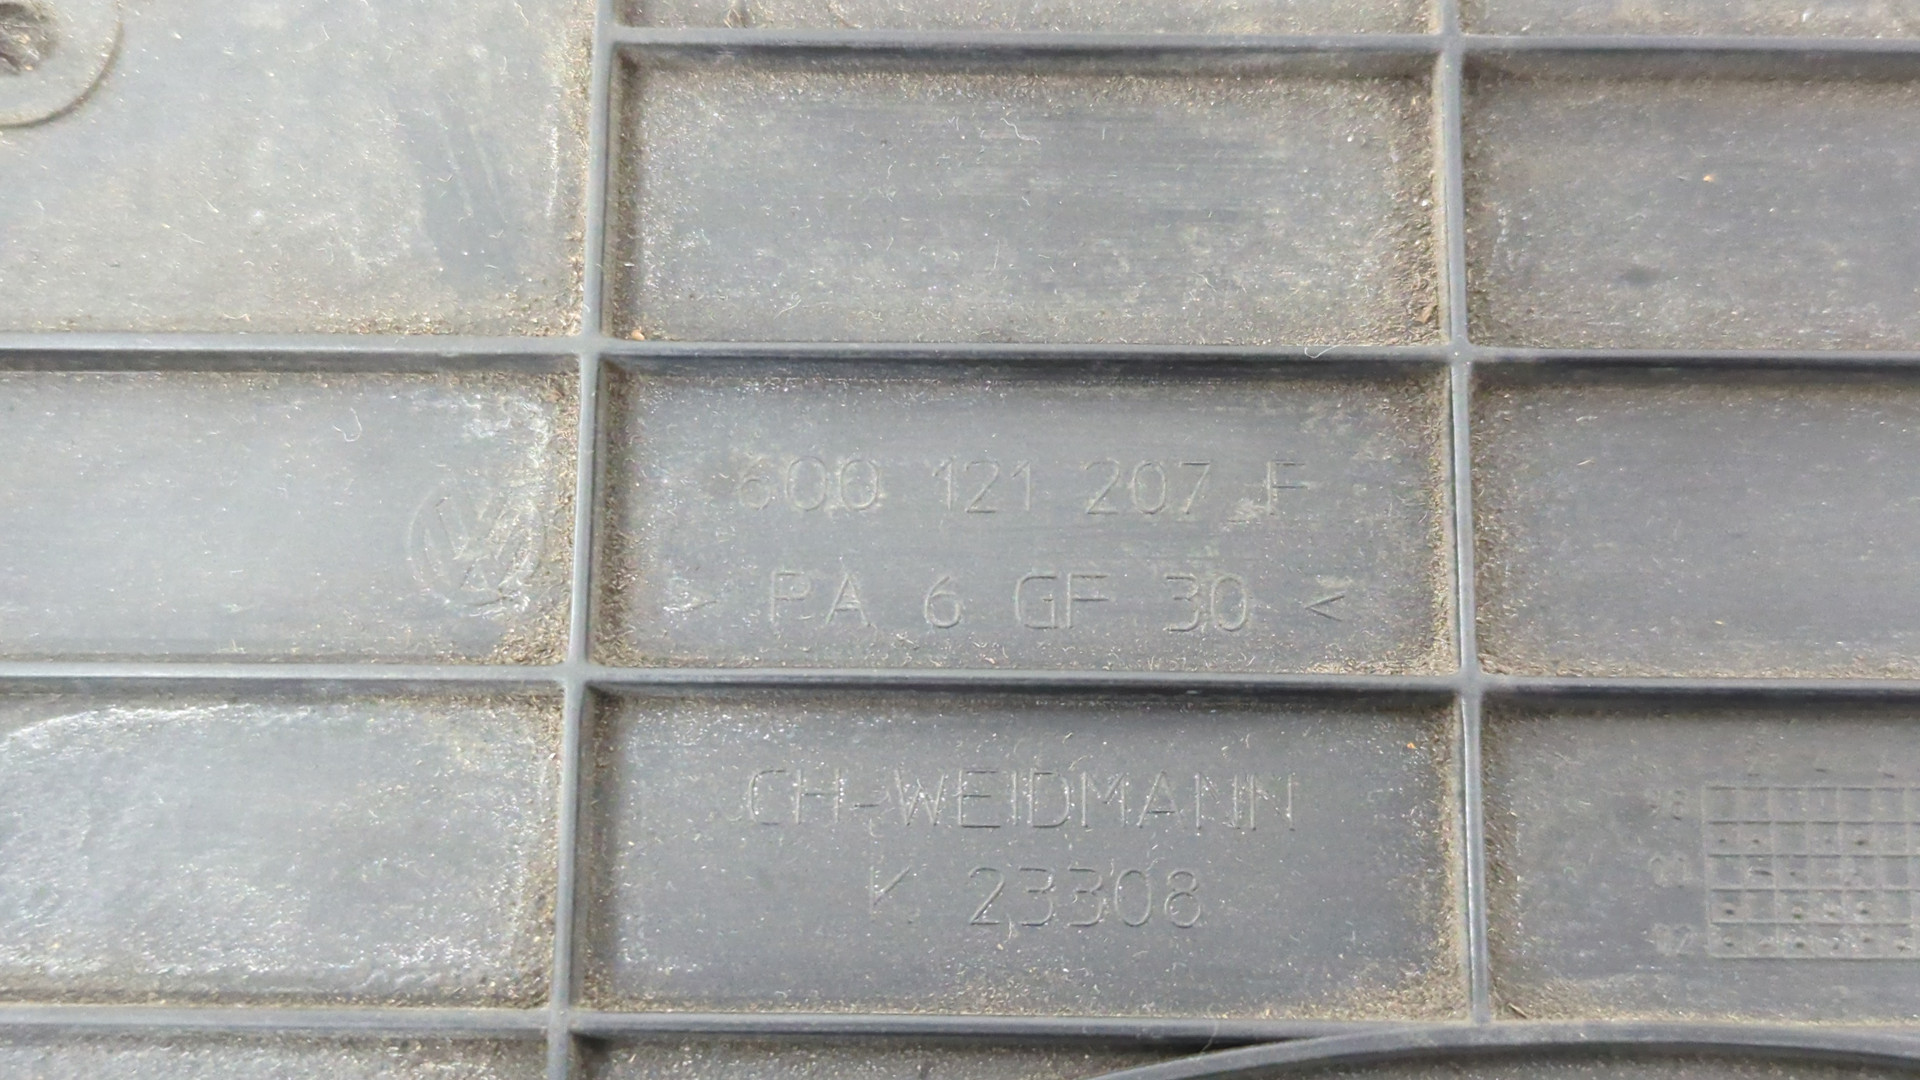 6Q0 121 207 F
> PA 6 GF 30 <
CH-WEIDMANN
K 23308